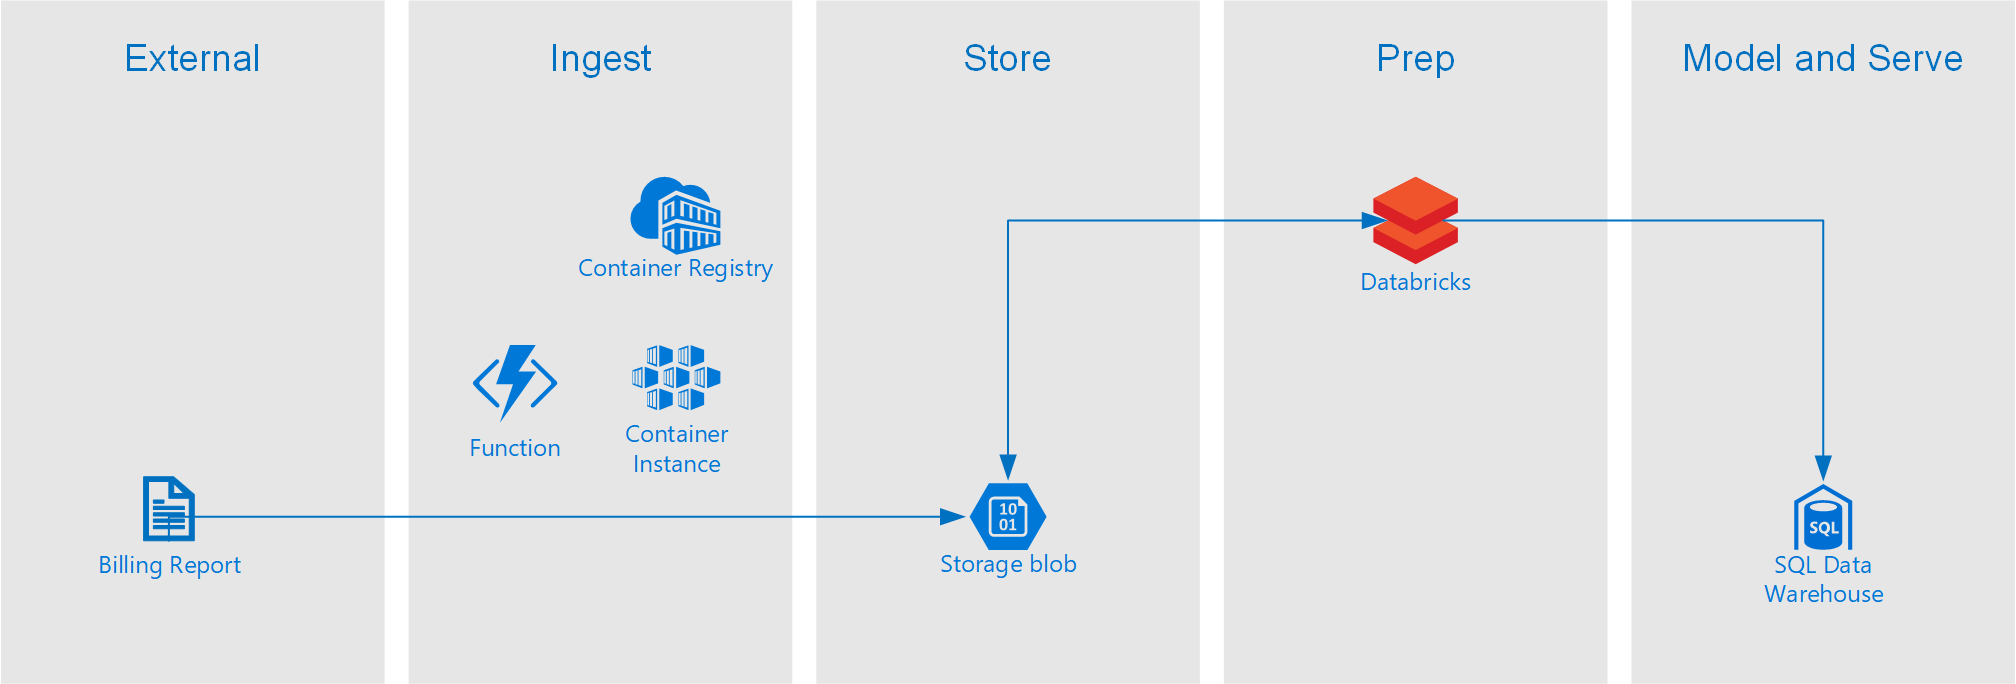 External
Ingest
Store
Prep
Model and Serve
Container Registry
Databricks
Function
Container
Instance
Billing Report
10
01
Storage blob
SQL
SQL Data
Warehouse